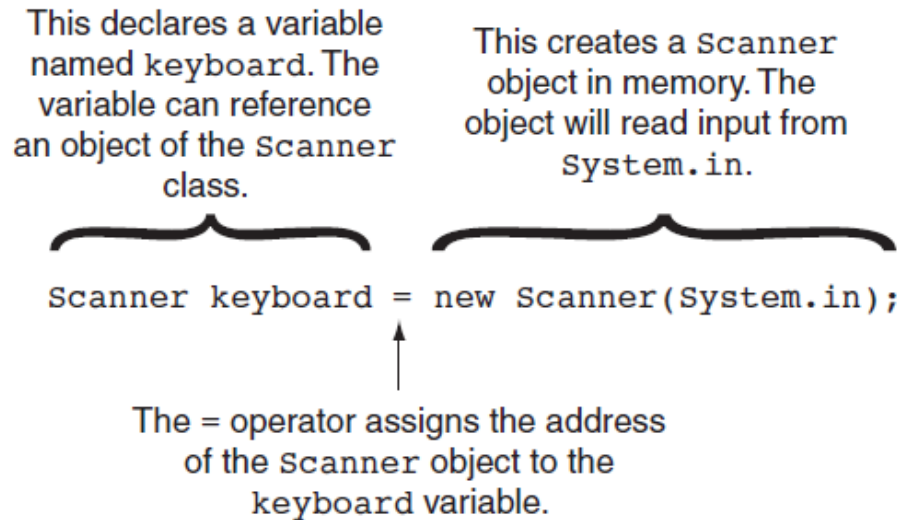 This declares a variable
named keyboard. The
variable can reference
an object of the Scanner
class.
This creates a Scanner
object in memory. The
object will read input from
System.in.
Scanner keyboard = new Scanner(System.in);
The = operator assigns the address
of the Scanner object to the
keyboard variable.